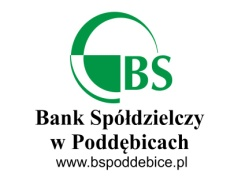 BS
Bank Spółdzielczy
w Poddębicach
www.bspoddebice.pl